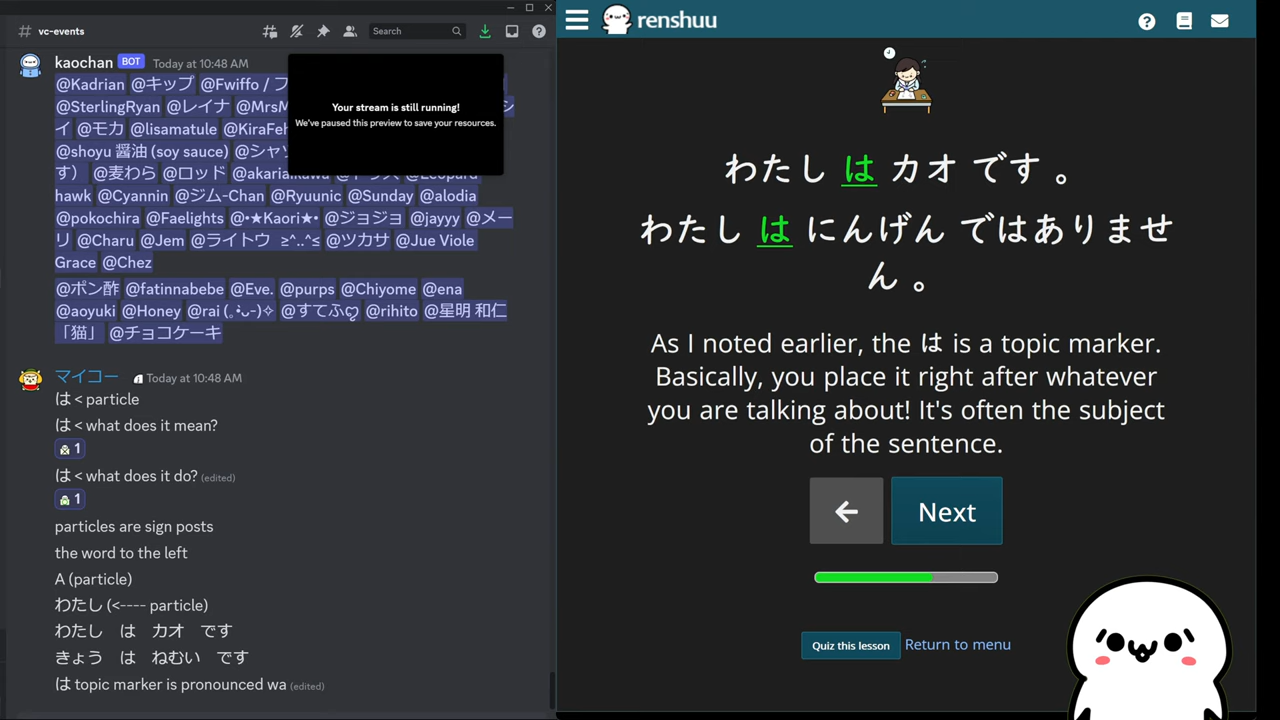 # vc-events
Search
kaochan BOT Today at 10:48 AM
@Kadrian @キップ @Fwiffo / フ
@SterlingRyan @レイナ @MrsM
イ @モカ @lisamatule @KiraFeh
@shoyu 醤油 (soy sauce)
す） @麦わら @ロッド
hawk @Cyannin @ジム-Chan @Ryuunic @Sunday @alodia
@pokochira @Faelights @•★Kaori★• @ジョジョ @jayyy @メー
リ @Charu @Jem @ライトウ ≥^..^≤ @ツカサ @Jue Viole
Grace @Chez
@ポン酢 @fatimabebe @Eve. @purps @Chiyome @ena
@aoyuki @Honey @rihito @星明 和仁
「猫」 @チョコケーキ
Your stream is still running!
We've paused this preview to save your resources.
マイコー Today at 10:48 AM
は < particle
は < what does it mean?
1
は < what does it do? (edited)
1
particles are sign posts
the word to the left
A (particle)
わたし (<---- particle)
わたし は カオ です
きょう は ねむい です
は topic marker is pronounced wa (edited)
renshuu
わたし は カオ です 。
わたし は にんげん ではありませ
ん 。
As I noted earlier, the は is a topic marker.
Basically, you place it right after whatever
you are talking about! It's often the subject
of the sentence.
Next
Quiz this lesson Return to menu